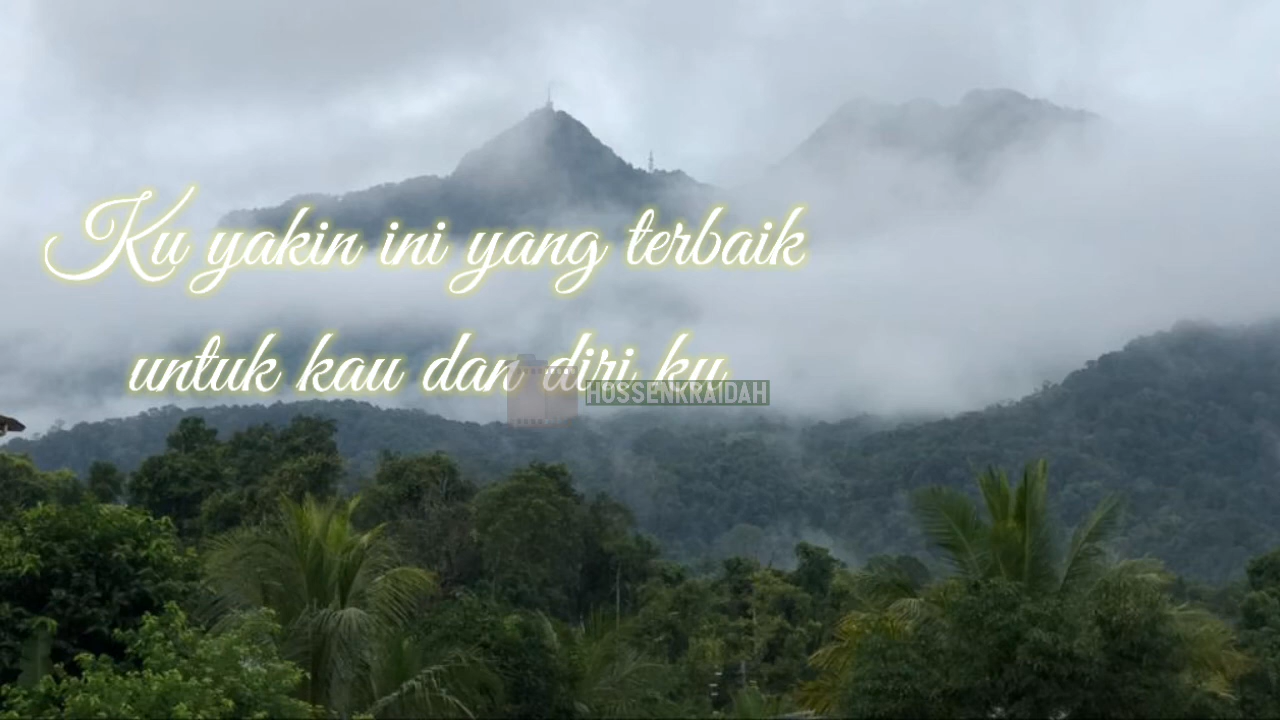 Ku yakin ini yang terbaik
untuk kau dan diri ku
HOSSENKRAIDAH